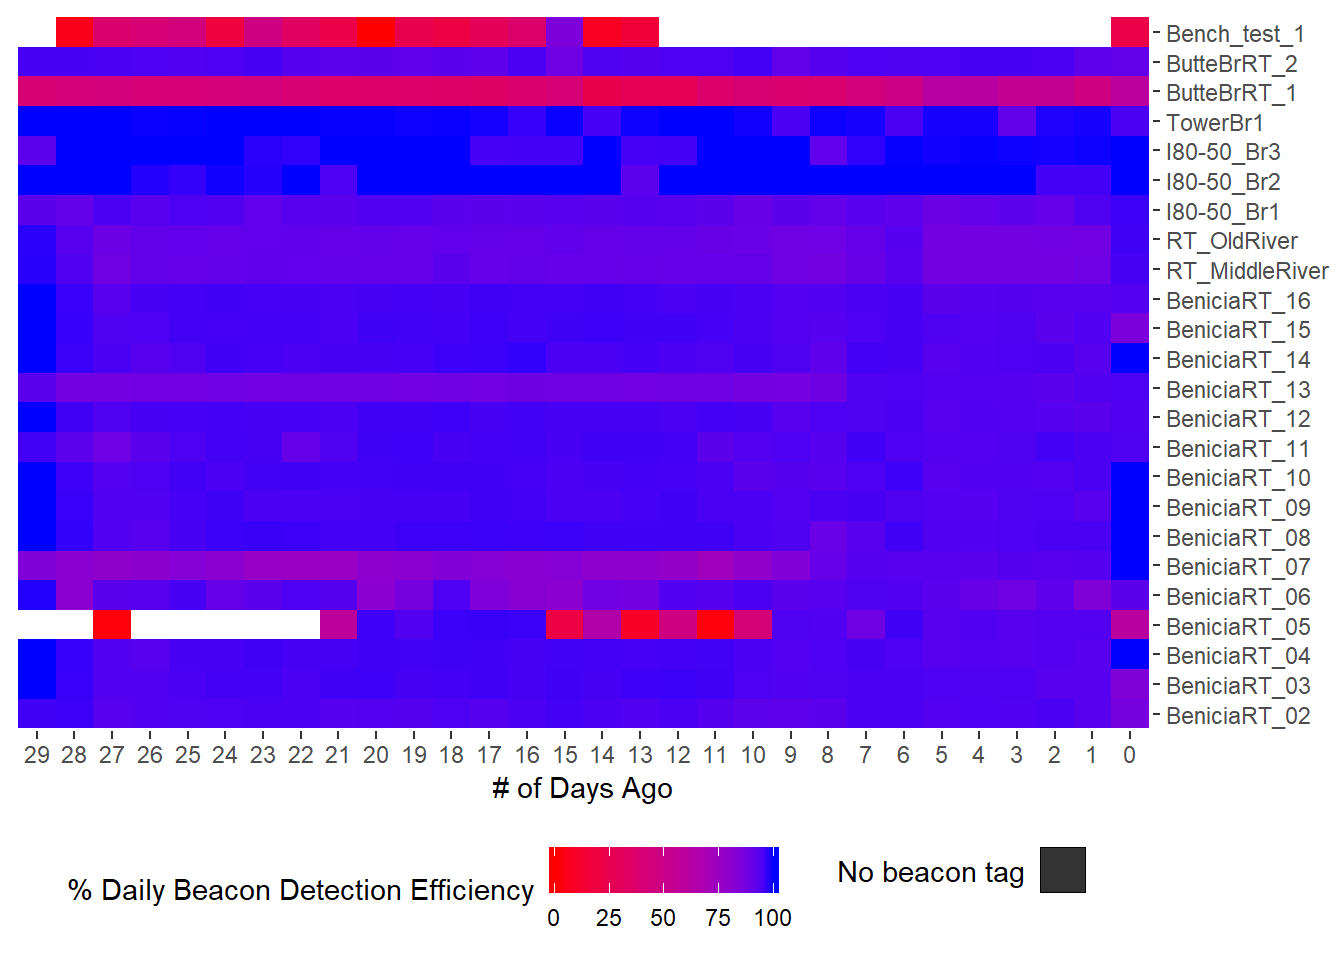 Bench_test_1
ButteBrRT_2
ButteBrRT_1
TowerBr1
I80-50_Br3
I80-50_Br2
I80-50_Br1
RT_OldRiver
RT_MiddleRiver
BeniciaRT_16
BeniciaRT_15
BeniciaRT_14
BeniciaRT_13
BeniciaRT_12
BeniciaRT_11
BeniciaRT_10
BeniciaRT_09
BeniciaRT_08
BeniciaRT_07
BeniciaRT_06
BeniciaRT_05
BeniciaRT_04
BeniciaRT_03
BeniciaRT_02
29 28 27 26 25 24 23 22 21 20 19 18 17 16 15 14 13 12 11 10 9 8 7 6 5 4 3 2 1 0
# of Days Ago
% Daily Beacon Detection Efficiency
0 25 50 75 100
No beacon tag